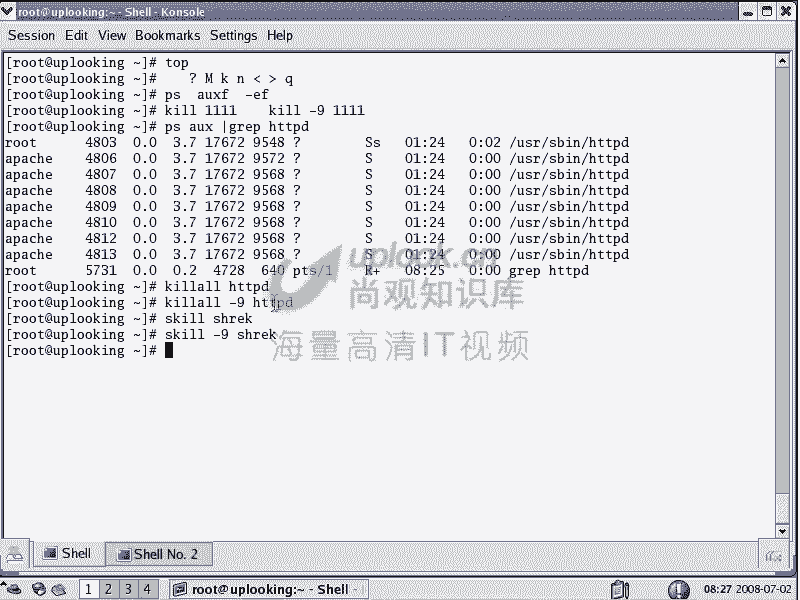 root@uplooking:~ - Shell - Konsole
Session Edit View Bookmarks Settings Help
[root@uplooking ~]# top
[root@uplooking ~]#    ? M k n < > q
[root@uplooking ~]# ps  auxf  -ef
[root@uplooking ~]# kill 1111    kill -9 1111
[root@uplooking ~]# ps aux |grep httpd
root      4803  0.0  3.7 17672 9548 ?        Ss   01:24   0:02 /usr/sbin/httpd
apache    4806  0.0  3.7 17672 9572 ?        S    01:24   0:00 /usr/sbin/httpd
apache    4807  0.0  3.7 17672 9568 ?        S    01:24   0:00 /usr/sbin/httpd
apache    4808  0.0  3.7 17672 9568 ?        S    01:24   0:00 /usr/sbin/httpd
apache    4809  0.0  3.7 17672 9568 ?        S    01:24   0:00 /usr/sbin/httpd
apache    4810  0.0  3.7 17672 9568 ?        S    01:24   0:00 /usr/sbin/httpd
apache    4812  0.0  3.7 17672 9568 ?        S    01:24   0:00 /usr/sbin/httpd
apache    4813  0.0  3.7 17672 9568 ?        S    01:24   0:00 /usr/sbin/httpd
root      5731  0.0  0.2  4728  640 pts/1    R+   08:25   0:00 grep httpd
[root@uplooking ~]# killall httpd
[root@uplooking ~]# killall -9 httpd
[root@uplooking ~]# skill shrek
[root@uplooking ~]# skill -9 shrek
[root@uplooking ~]#
uplook.cn
尚观知识库
海量高清IT视频
Shell
Shell No. 2
1 2 3 4
root@uplooking:~ - Shell -
08:27 2008-07-02